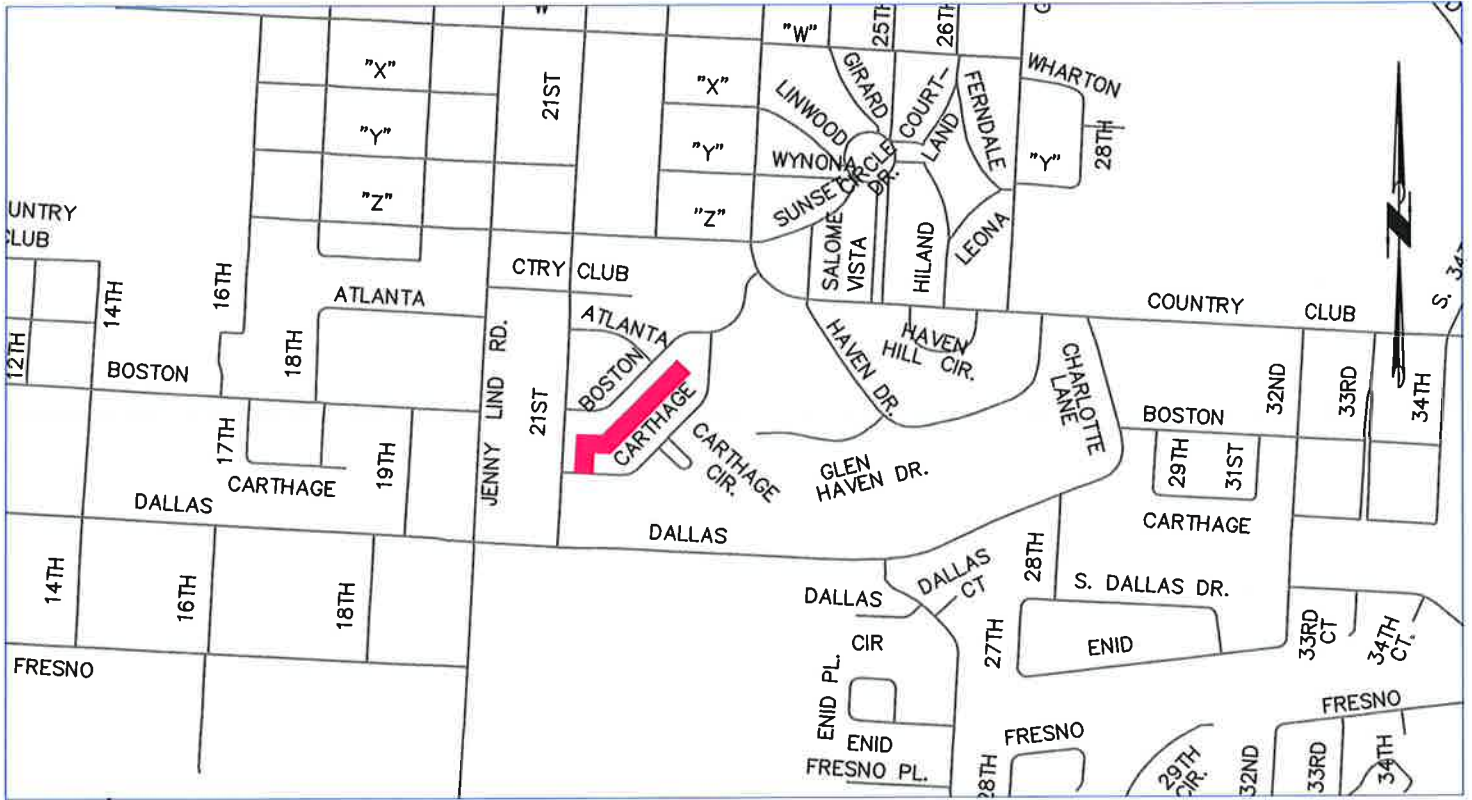 W
"W"
25TH
26TH
G
"X"
21ST
"X"
LINWOOD
GIRARD
COURT-
LAND
FERNDALE
WHARTON
"Y"
"Y"
WYNONA
CIRCLE
DR.
"Y"
28TH
"Z"
"Z"
SUNSET
UNTRY
CLUB
SALOME
VISTA
HILAND
LEONA
S. 34T
14TH
16TH
CTRY CLUB
ATLANTA
COUNTRY CLUB
12TH
BOSTON
18TH
JENNY LIND RD.
21ST
ATLANTA
BOSTON
CARTHAGE
CARTHAGE
CIR.
HAVEN DR.
HAVEN
HILL CIR.
CHARLOTTE
LANE
32ND
33RD
34TH
BOSTON
17TH
19TH
CARTHAGE
GLEN
HAVEN DR.
29TH
31ST
DALLAS
CARTHAGE
DALLAS
14TH
16TH
18TH
DALLAS
CIR
DALLAS
CT
28TH
S. DALLAS DR.
27TH
ENID
33RD
CT
34TH
CT.
FRESNO
ENID PL.
ENID
FRESNO PL.
FRESNO
FRESNO
28TH
29TH
CIR.
32ND
33RD
34TH